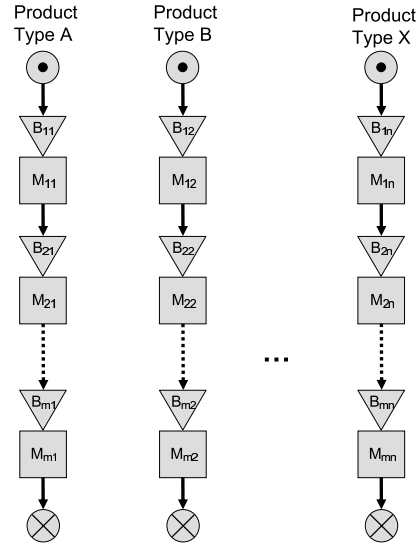 Product Type A
Product Type B
Product Type X
B11
B12
B1n
M11
M12
M1n
B21
B22
B2n
M21
M22
M2n
...
Bm1
Bm2
Bmn
Mm1
Mm2
Mmn